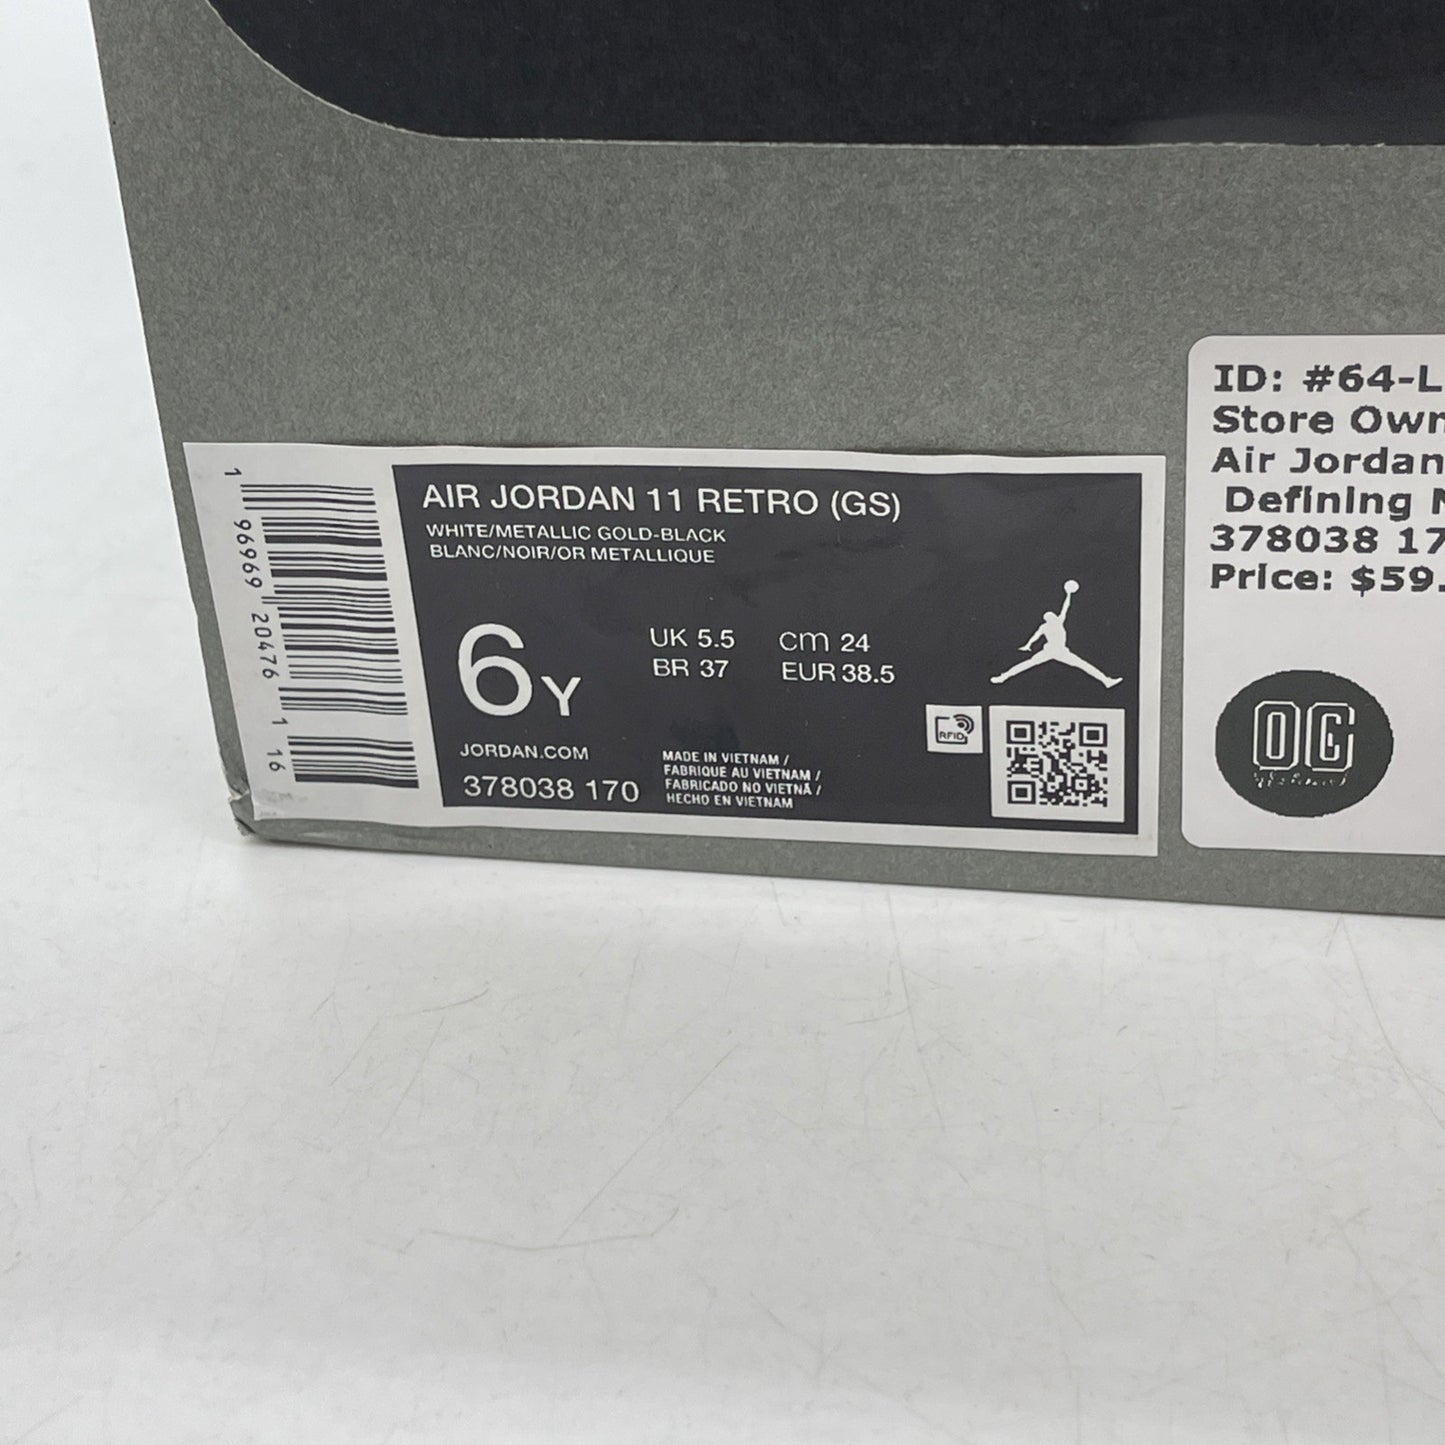 AIR JORDAN 11 RETRO (GS)
WHITE/METALLIC GOLD-BLACK
BLANC/NOIR/OR METALLIQUE
6Y
UK 5.5 cm 24
BR 37 EUR 38.5
JORDAN.COM
378038 170
MADE IN VIETNAM /
FABRIQUE AU VIETNAM /
FABRICADO NO VIETNÃ /
HECHO EN VIETNAM
RFID
1 96969 20476 1 16
ID: #64-L
Store Own
Air Jordan
Defining
378038 17
Price: $59.
OG